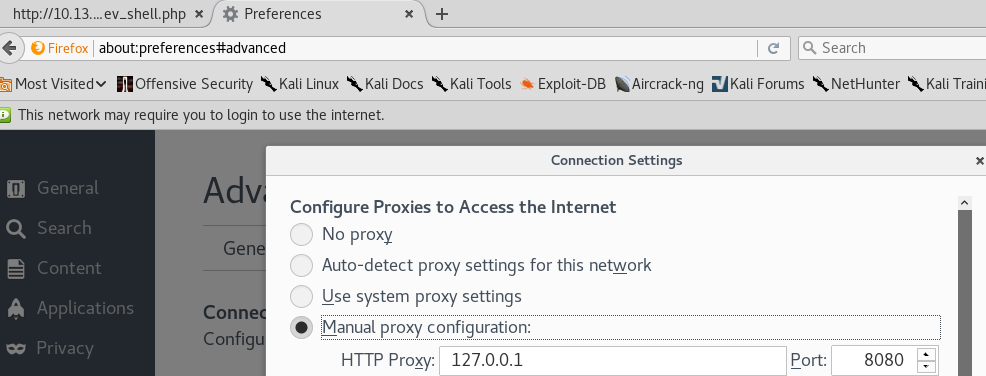 http://10.13....ev_shell.php × Preferences × +
Firefox about:preferences#advanced Search
Most Visited Offensive Security Kali Linux Kali Docs Kali Tools Exploit-DB Aircrack-ng Kali Forums NetHunter Kali Traini
This network may require you to login to use the internet.
Connection Settings ×
General
Search
Content
Applications
Privacy
Adva
Gene
Connec
Configu
Configure Proxies to Access the Internet
No proxy
Auto-detect proxy settings for this network
Use system proxy settings
Manual proxy configuration:
HTTP Proxy: 127.0.0.1 Port: 8080